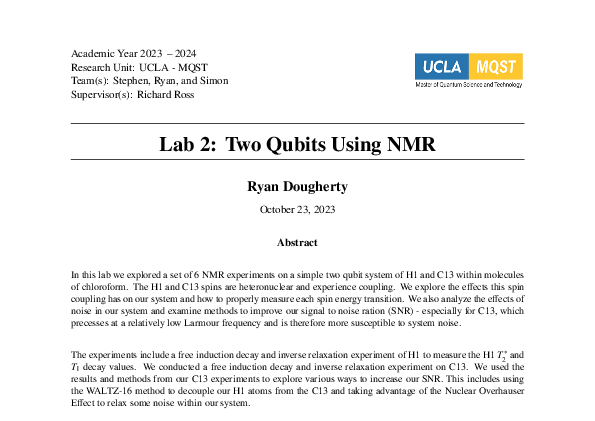 Academic Year 2023 – 2024
Research Unit: UCLA - MQST
Team(s): Stephen, Ryan, and Simon
Supervisor(s): Richard Ross
UCLA MQST
Master of Quantum Science and Technology
Lab 2: Two Qubits Using NMR
Ryan Dougherty
October 23, 2023
Abstract
In this lab we explored a set of 6 NMR experiments on a simple two qubit system of H1 and C13 within molecules
of chloroform. The H1 and C13 spins are heteronuclear and experience coupling. We explore the effects this spin
coupling has on our system and how to properly measure each spin energy transition. We also analyze the effects of
noise in our system and examine methods to improve our signal to noise ration (SNR) - especially for C13, which
precesses at a relatively low Larmour frequency and is therefore more susceptible to system noise.
The experiments include a free induction decay and inverse relaxation experiment of H1 to measure the H1 T₂* and
T₁ decay values. We conducted a free induction decay and inverse relaxation experiment on C13. We used the
results and methods from our C13 experiments to explore various ways to increase our SNR. This includes using
the WALTZ-16 method to decouple our H1 atoms from the C13 and taking advantage of the Nuclear Overhauser
Effect to relax some noise within our system.